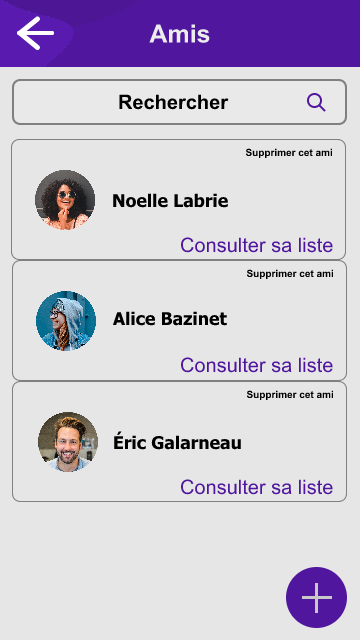 Amis
Rechercher
Supprimer cet ami
Noelle Labrie
Consulter sa liste
Supprimer cet ami
Alice Bazinet
Consulter sa liste
Supprimer cet ami
Éric Galarneau
Consulter sa liste